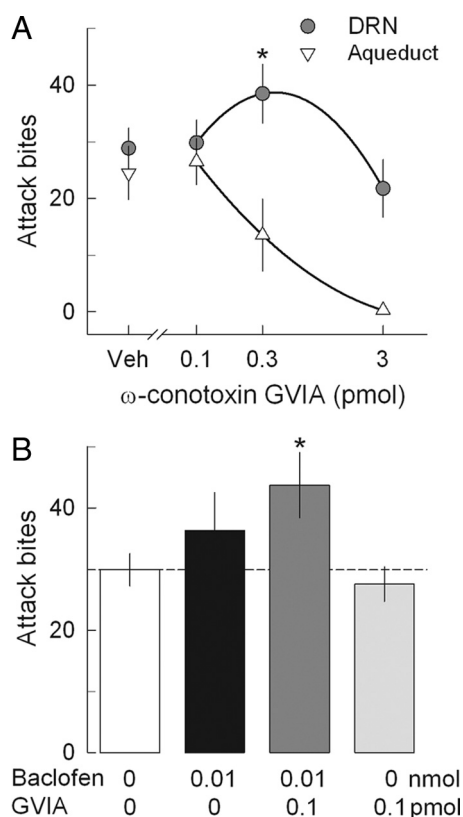 A
DRN
Aqueduct
*
40
20
0
Attack bites
Veh 0.1 0.3 3
ω-conotoxin GVIA (pmol)
B
*
40
20
0
Attack bites
Baclofen 0 0.01 0.01 0 nmol
GVIA 0 0 0.1 0.1 pmol